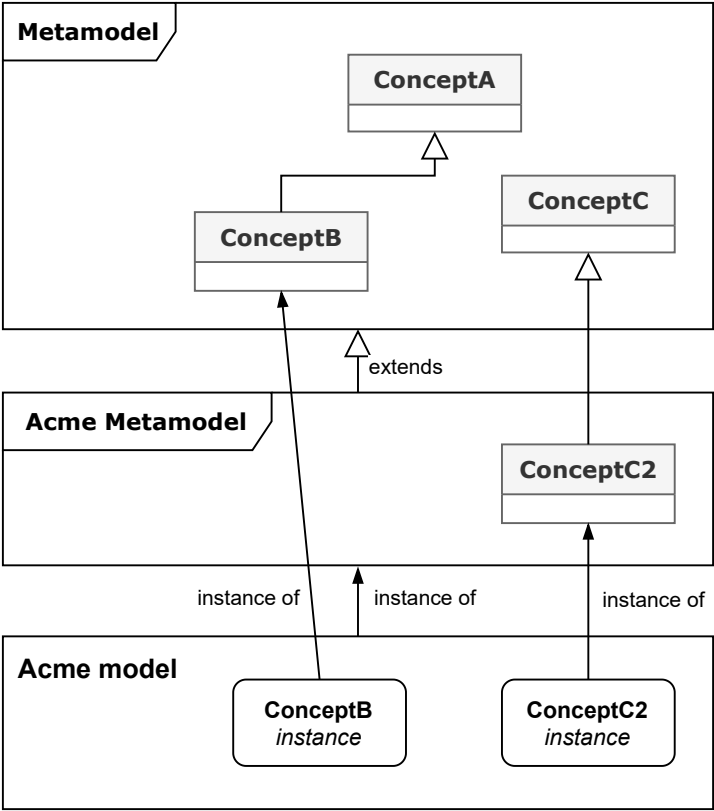 Metamodel
ConceptA
ConceptC
ConceptB
extends
Acme Metamodel
ConceptC2
instance of
instance of
instance of
Acme model
ConceptB
instance
ConceptC2
instance